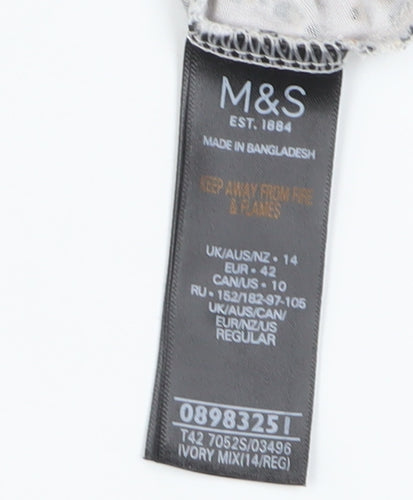 M&S
EST. 1884
MADE IN BANGLADESH
KEEP AWAY FROM FIRE
& FLAMES
UK/AUS/NZ • 14
EUR • 42
CAN/US • 10
RU • 152/182-97-105
UK/AUS/CAN/
EUR/NZ/US
REGULAR
08983251
T42 7052S/03496
IVORY MIX(14/REG)